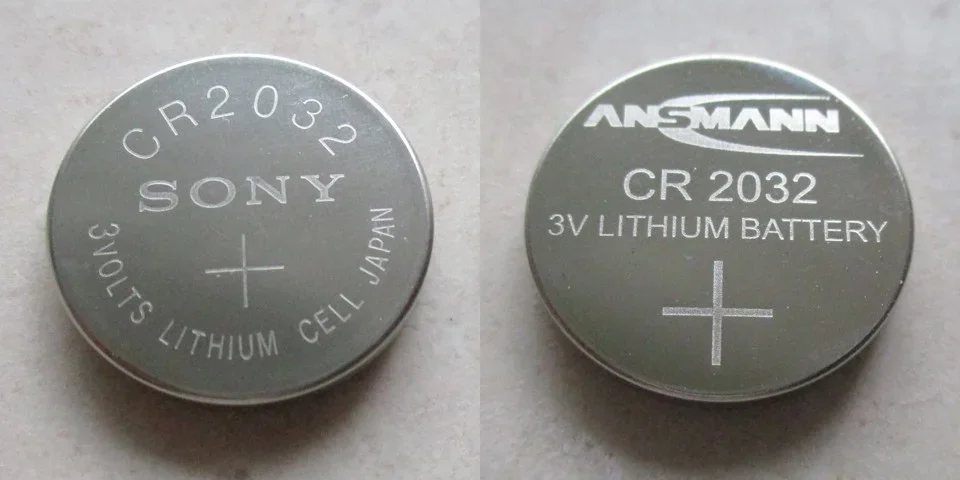 CR2032
SONY
3VOLTS LITHIUM CELL JAPAN
ANSMANN
CR 2032
3V LITHIUM BATTERY